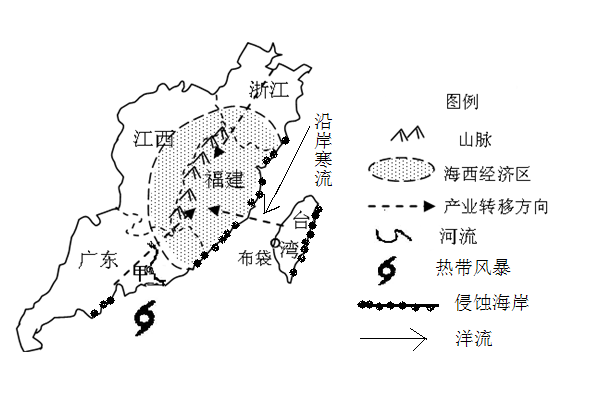 浙江
江西
沿岸寒流
福建
台湾
广东
甲
布袋
图例
山脉
海西经济区
产业转移方向
河流
热带风暴
侵蚀海岸
洋流